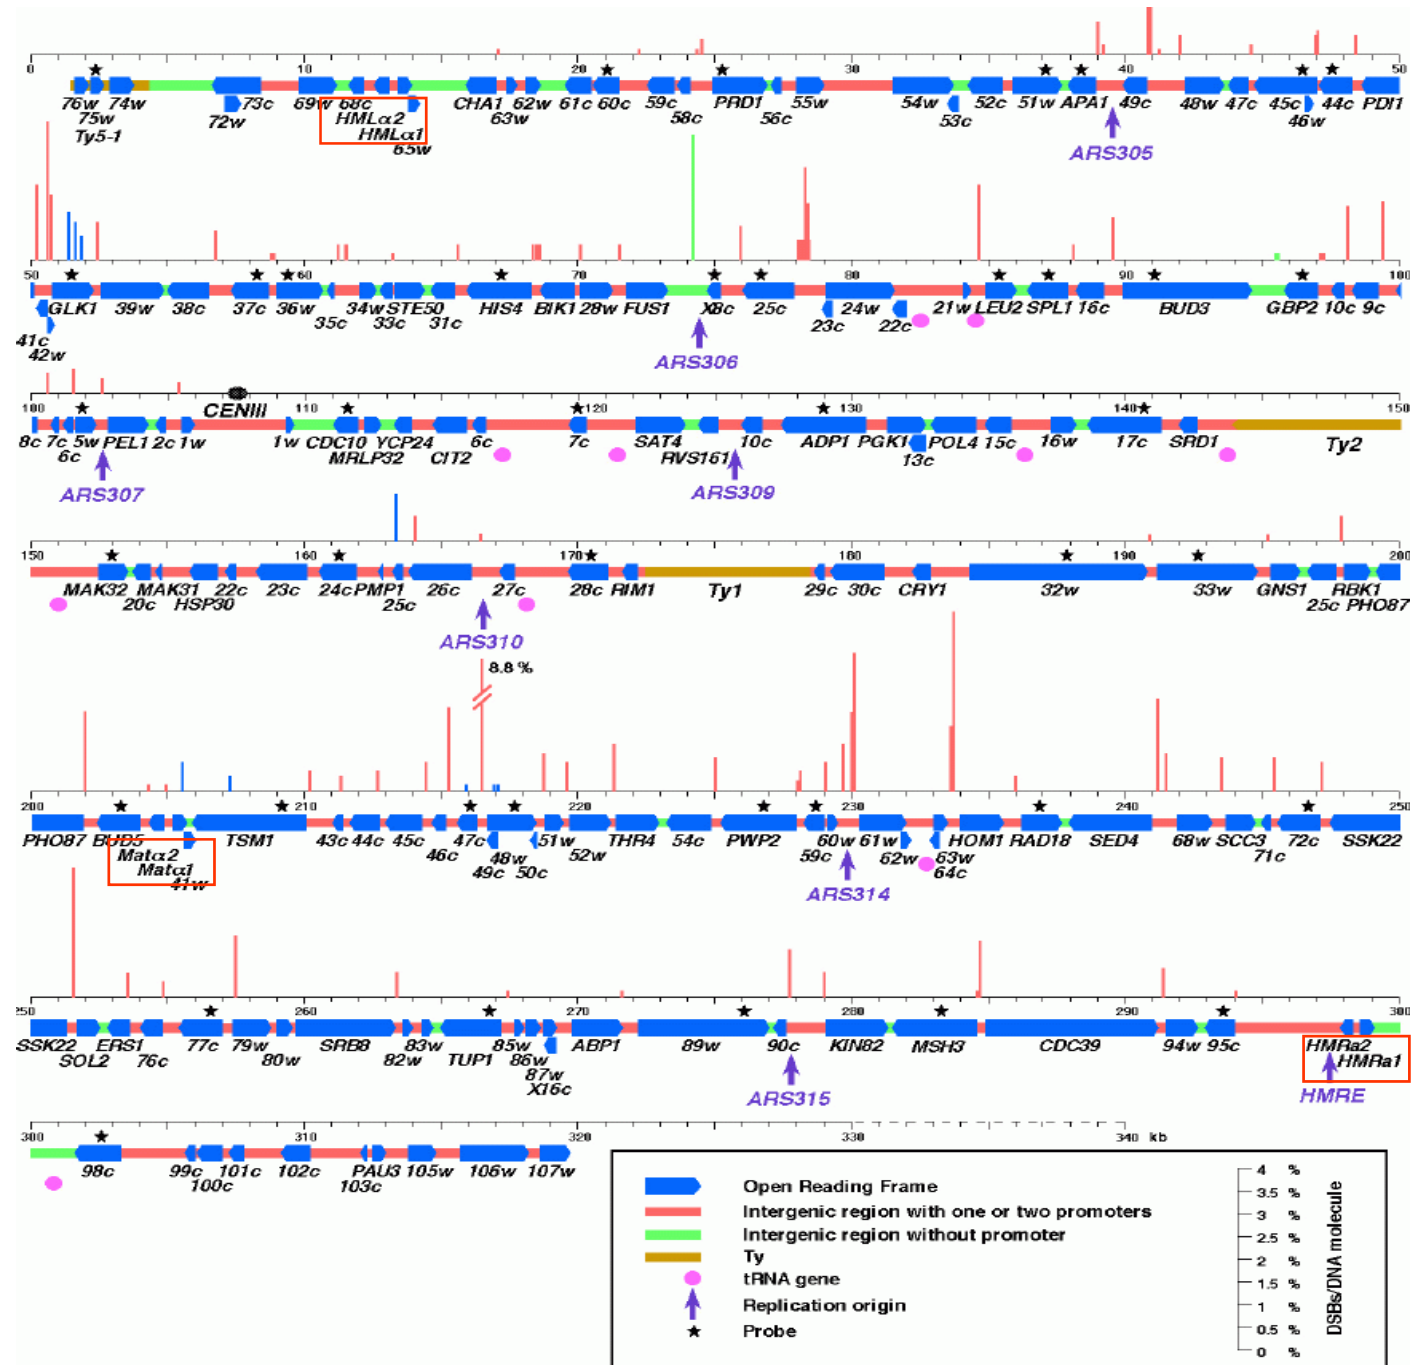 0 10 20 30 40 50
76w 74w 73c 69w 68c CHA1 62w 61c 60c 59c PRD1 55w 54w 52c 51w APA1 49c 48w 47c 45c 44c PDI1
75w 72w HMLα2 63w 58c 56c 53c 46w
Ty5-1 HMLα1
65w
ARS305
50 60 70 80 90 100
GLK1 39w 38c 37c 36w 34w STE50 HIS4 BIK1 28w FUS1 X8c 25c 24w 21w LEU2 SPL1 16c BUD3 GBP2 10c 9c
41c 35c 33c 31c 23c 22c
42w
ARS306
CENIII
100 110 120 130 140 150
8c 7c 5w PEL1 2c 1w 1w CDC10 YCP24 6c 7c SAT4 10c ADP1 PGK1 POL4 15c 16w 17c SRD1 Ty2
6c MRLP32 CIT2 RVS161 13c
ARS307 ARS309
150 160 170 180 190 200
MAK32 MAK31 22c 23c 24c PMP1 26c 27c 28c RIM1 Ty1 29c 30c CRY1 32w 33w GNS1 RBK1
20c HSP30 25c 25c PHO87
ARS310
8.8 %
200 210 220 230 240 250
PHO87 BUD5 TSM1 43c 44c 45c 47c 51w THR4 54c PWP2 60w 61w HOM1 RAD18 SED4 68w SCC3 72c SSK22
Matα2 46c 48w 52w 59c 62w 63w 71c
Matα1 49c 50c 64c
41w
ARS314
250 260 270 280 290 300
SSK22 ERS1 77c 79w SRB8 83w 85w ABP1 89w 90c KIN82 MSH3 CDC39 94w 95c HMRa2
SOL2 76c 80w 82w TUP1 86w HMRa1
87w
X16c
ARS315 HMRE
300 310 320 330 340 kb
98c 99c 101c 102c PAU3 105w 106w 107w
100c 103c
Open Reading Frame
Intergenic region with one or two promoters
Intergenic region without promoter
Ty
tRNA gene
Replication origin
Probe
4 %
3.5 %
3 %
2.5 %
2 %
1.5 %
1 %
0.5 %
0 %
DSBs/DNA molecule